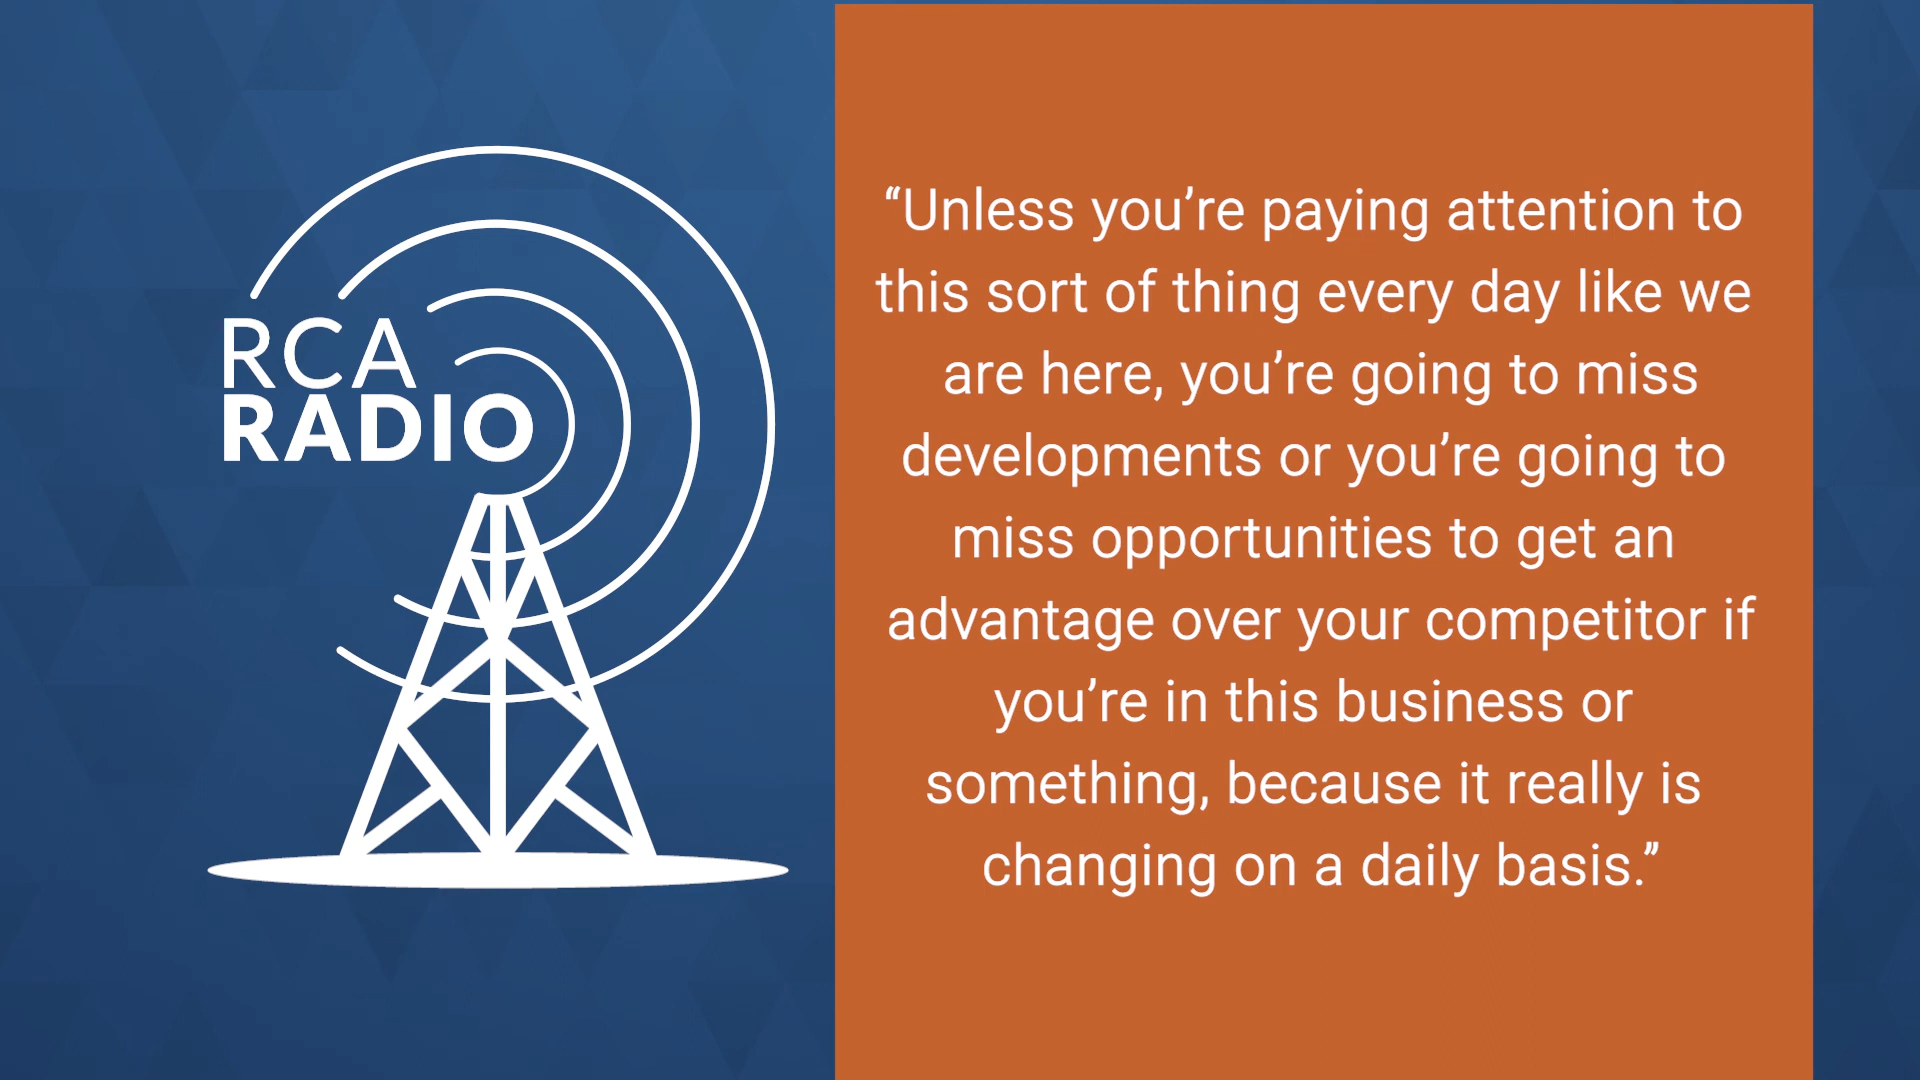 RCA
RADIO
“Unless you’re paying attention to
this sort of thing every day like we
are here, you’re going to miss
developments or you’re going to
miss opportunities to get an
advantage over your competitor if
you’re in this business or
something, because it really is
changing on a daily basis.”